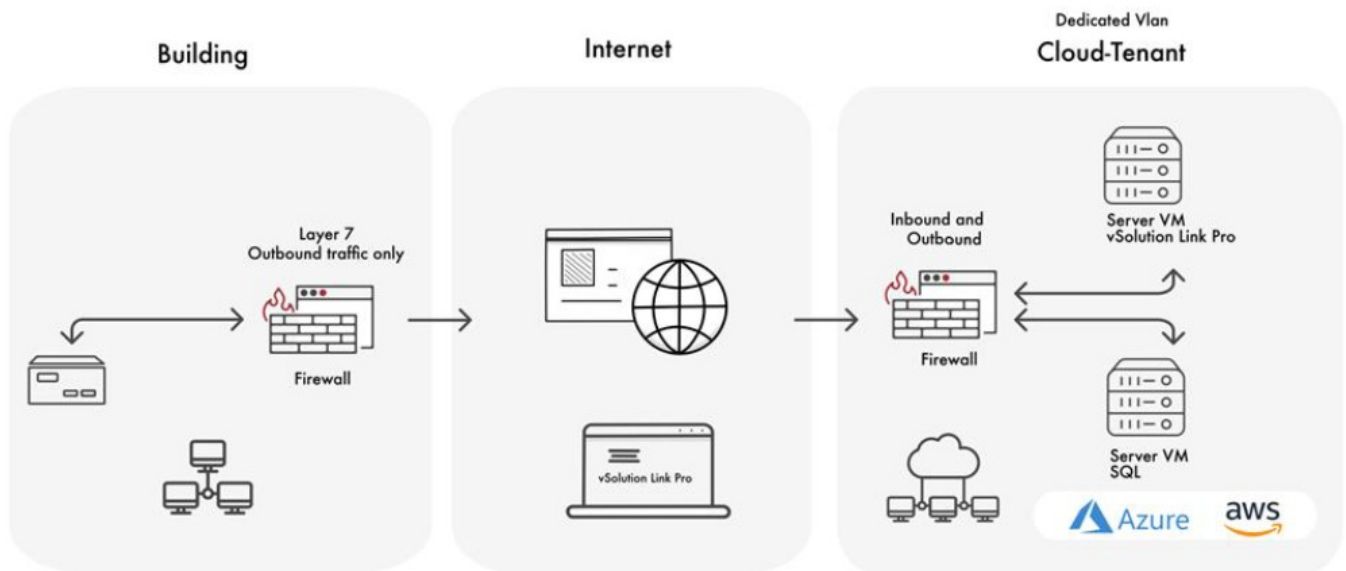 Building
Internet
Dedicated Vlan
Cloud-Tenant
Layer 7
Outbound traffic only
Firewall
vSolution Link Pro
Inbound and
Outbound
Firewall
Server VM
vSolution Link Pro
Server VM
SQL
Azure
aws